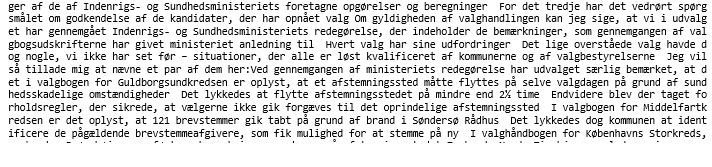 ger af de af Indenrigs- og Sundhedsministeriets foretagne opgørelser og beregninger  For det tredje har det vedrørt spørg
smålet om godkendelse af de kandidater, der har opnået valg Om gyldigheden af valghandlingen kan jeg sige, at vi i udvalg
et har gennemgået Indenrigs- og Sundhedsministeriets redegørelse, der indeholder de bemærkninger, som gennemgangen af val
gbogsudskrifterne har givet ministeriet anledning til  Hvert valg har sine udfordringer  Det lige overståede valg havde d
og nogle, vi ikke har set før – situationer, der alle er løst kvalificeret af kommunerne og af valgbestyrelserne  Jeg vil
så tillade mig at nævne et par af dem her:Ved gennemgangen af ministeriets redegørelse har udvalget særlig bemærket, at d
et i valgbogen for Guldborgsundkredsen er oplyst, at et afstemningssted måtte flyttes på selve valgdagen på grund af sund
hedsskadelige omstændigheder  Det lykkedes at flytte afstemningsstedet på mindre end 2½ time  Endvidere blev der taget fo
rholdsregler, der sikrede, at vælgerne ikke gik forgæves til det oprindelige afstemningssted  I valgbogen for Middelfartk
redsen er det oplyst, at 121 brevstemmer gik tabt på grund af brand i Søndersø Rådhus  Det lykkedes dog kommunen at ident
ificere de pågældende brevstemmeafgivere, som fik mulighed for at stemme på ny  I valghåndbogen for Københavns Storkreds,